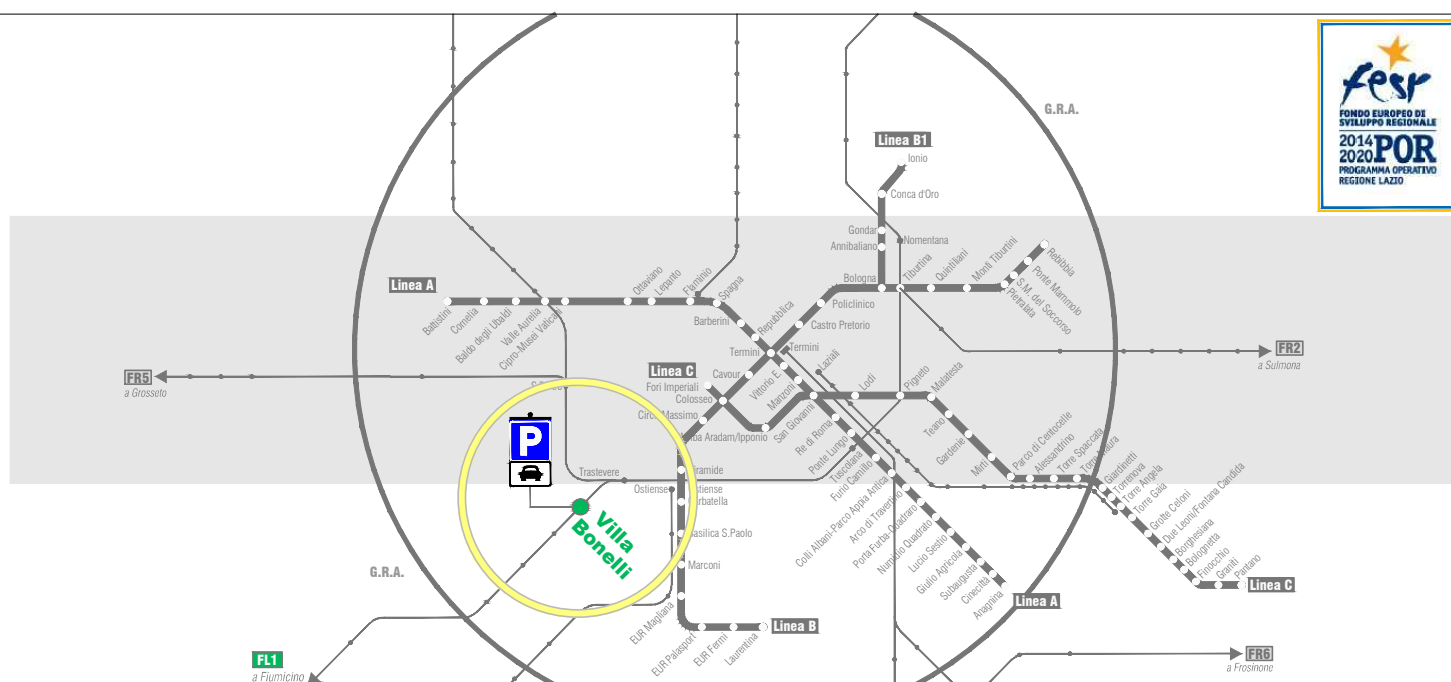 fesr
FONDO EUROPEO DI
SVILUPPO REGIONALE
2014
2020 POR
PROGRAMMA OPERATIVO
REGIONE LAZIO
G.R.A.
Linea B1
Ionio
Conca d'Oro
Gondar
Annibaliano
Nomentana
Bologna
Tiburtina
Quintiliani
Monti Tiburtini
Pietralata
S.M. del Soccorso
Ponte Mammolo
Rebibbia
Linea A
Battistini
Cornelia
Baldo degli Ubaldi
Valle Aurelia
Cipro-Musei Vaticani
Ottaviano
Lepanto
Flaminio
Spagna
Barberini
Repubblica
Policlinico
Castro Pretorio
Termini
Termini
Laziali
FR2
a Sulmona
FR5
a Grosseto
Linea C
Fori Imperiali
Colosseo
Cavour
Vittorio E.
Manzoni
San Giovanni
Lodi
Pigneto
Malatesta
Circo Massimo
Aradam/Ipponio
Re di Roma
Ponte Lungo
Tuscolana
Furio Camillo
Colli Albani-Parco Appia Antica
Arco di Travertino
Porta Furba-Quadraro
Numidio Quadrato
Lucio Sestio
Giulio Agricola
Subaugusta
Cinecittà
Anagnina
Linea A
Teano
Gardenie
Mirti
Parco di Centocelle
Alessandrino
Torre Spaccata
Torre Maura
Giardinetti
Torrenova
Torre Angela
Torre Gaia
Grotte Celoni
Due Leoni/Fontana Candida
Borghesiana
Bolognetta
Finocchio
Graniti
Pantano
Linea C
P
Trastevere
Ostiense
Villa
Bonelli
Basilica S.Paolo
Marconi
EUR Magliana
EUR Palasport
EUR Fermi
Laurentina
Linea B
G.R.A.
FL1
a Fiumicino
FR6
a Frosinone